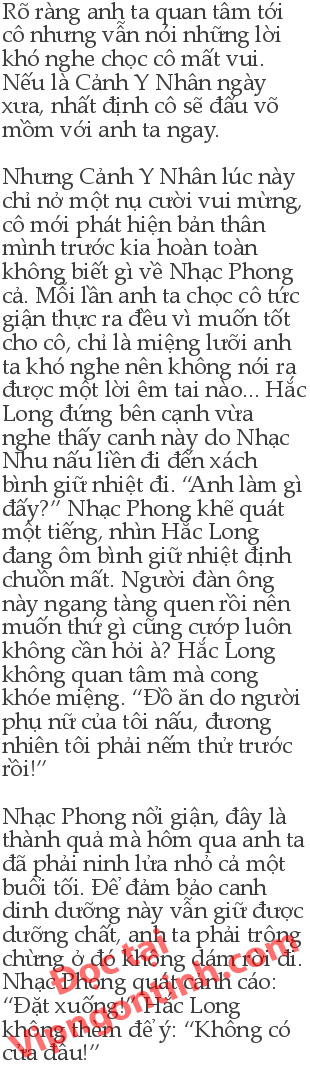 Rõ ràng anh ta quan tâm tới
cô nhưng vẫn nói những lời
khó nghe chọc cô mất vui.
Nếu là Cảnh Y Nhân ngày
xưa, nhất định cô sẽ đấu võ
mồm với anh ta ngay.

Nhưng Cảnh Y Nhân lúc này
chỉ nở một nụ cười vui mừng,
cô mới phát hiện bản thân
mình trước kia hoàn toàn
không biết gì về Nhạc Phong
cả. Mỗi lần anh ta chọc cô tức
giận thực ra đều vì muốn tốt
cho cô, chỉ là miệng lưỡi anh
ta khó nghe nên không nói ra
được một lời êm tai nào... Hắc
Long đứng bên cạnh vừa
nghe thấy canh này do Nhạc
Nhu nấu liền đi đến xách
bình giữ nhiệt đi. “Anh làm gì
đấy?” Nhạc Phong khẽ quát
một tiếng, nhìn Hắc Long
đang ôm bình giữ nhiệt định
chuồn mất. Người đàn ông
này ngang tàng quen rồi nên
muốn thứ gì cũng cướp luôn
không cần hỏi à? Hắc Long
không quan tâm mà cong
khóe miệng. “Đồ ăn do người
phụ nữ của tôi nấu, đương
nhiên tôi phải nếm thử trước
rồi!”

Nhạc Phong nổi giận, đây là
thành quả mà hôm qua anh ta
đã phải ninh lửa nhỏ cả một
buổi tối. Để đảm bảo canh
dinh dưỡng này vẫn giữ được
dưỡng chất, anh ta phải trông
chừng ở đó không dám rời đi.
Nhạc Phong quát cảnh cáo:
“Đặt xuống!” Hắc Long
không thèm để ý: “Không có
cửa đâu!”
Đọc tại
Vipngontinh.com